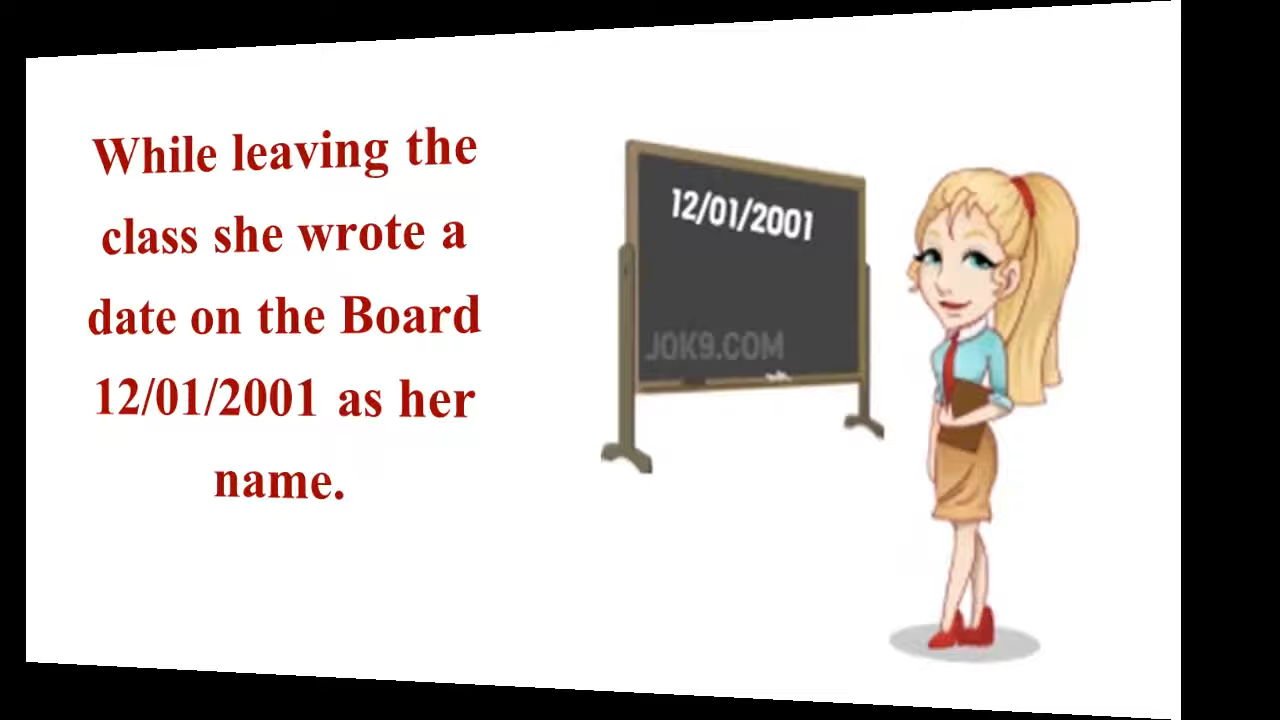 While leaving the
class she wrote a
date on the Board
12/01/2001 as her
name.
12/01/2001
JOK9.COM